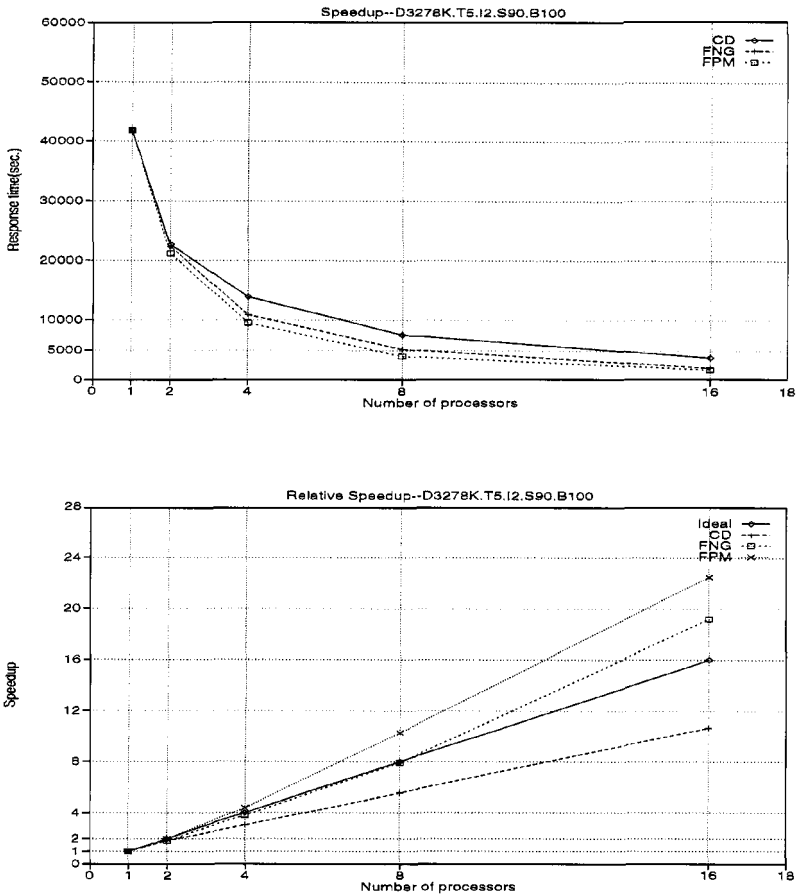 Speedup--D3278K.T5.I2.S90.B100
60000
50000
40000
30000
20000
10000
5000
0
Response time(sec.)
CD
FNG
FPM
0 1 2 4 8 16 18
Number of processors
Relative Speedup--D3278K.T5.I2.S90.B100
28
24
20
16
12
8
4
2
1
0
Speedup
Ideal
CD
FNG
FPM
0 1 2 4 8 16 18
Number of processors